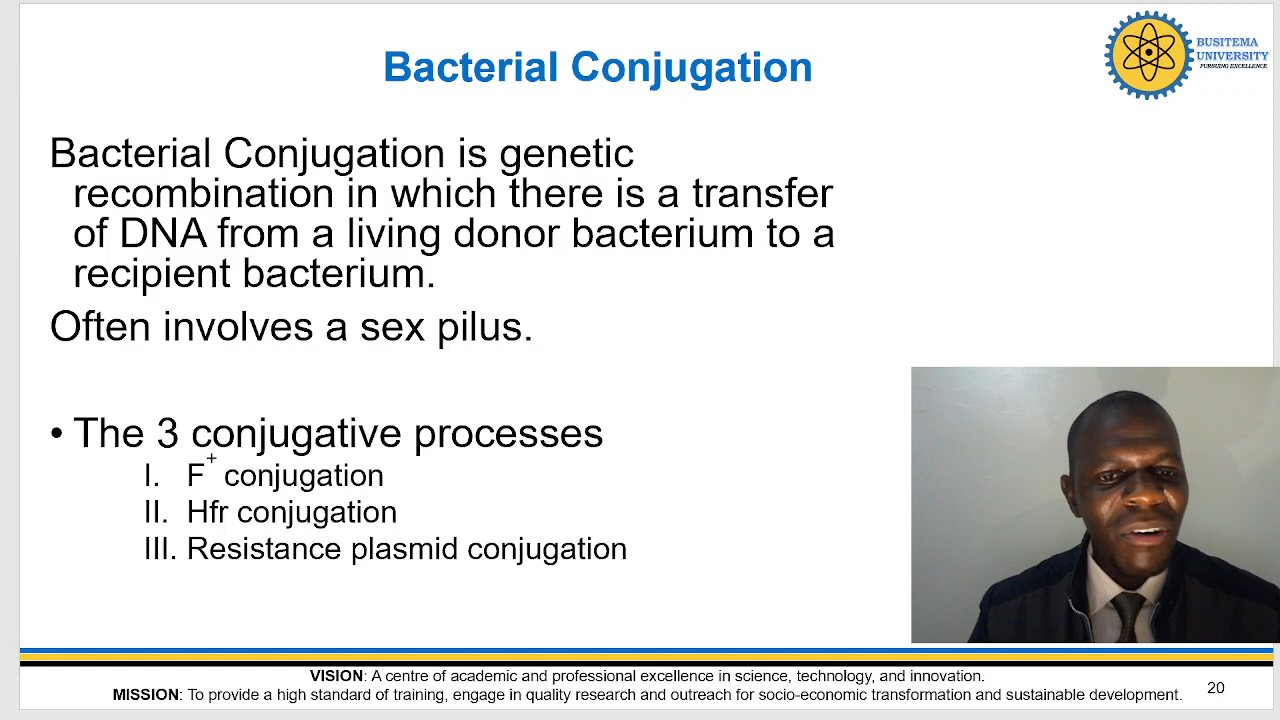 Bacterial Conjugation
BUSITEMA
UNIVERSITY
PURSUING EXCELLENCE
Bacterial Conjugation is genetic
recombination in which there is a transfer
of DNA from a living donor bacterium to a
recipient bacterium.
Often involves a sex pilus.
• The 3 conjugative processes
I. F⁺ conjugation
II. Hfr conjugation
III. Resistance plasmid conjugation
VISION: A centre of academic and professional excellence in science, technology, and innovation.
MISSION: To provide a high standard of training, engage in quality research and outreach for socio-economic transformation and sustainable development.
20